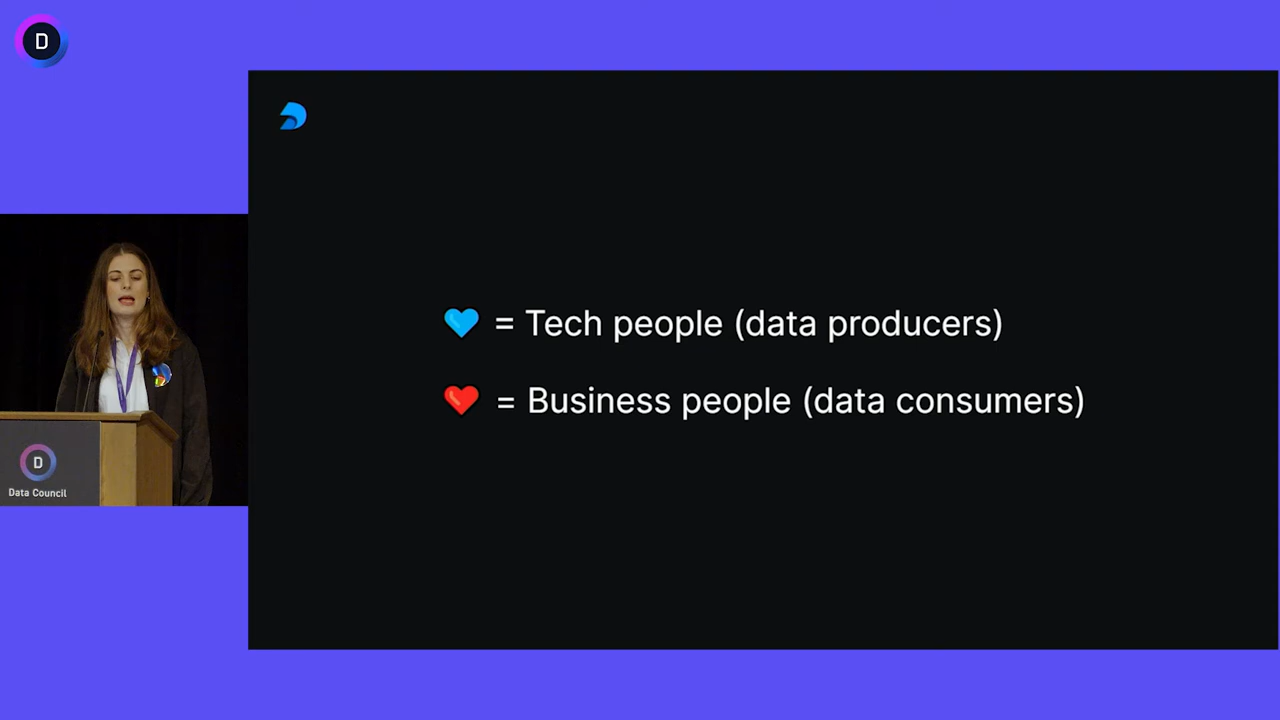 D
💙 = Tech people (data producers)
❤️ = Business people (data consumers)
D
Data Council